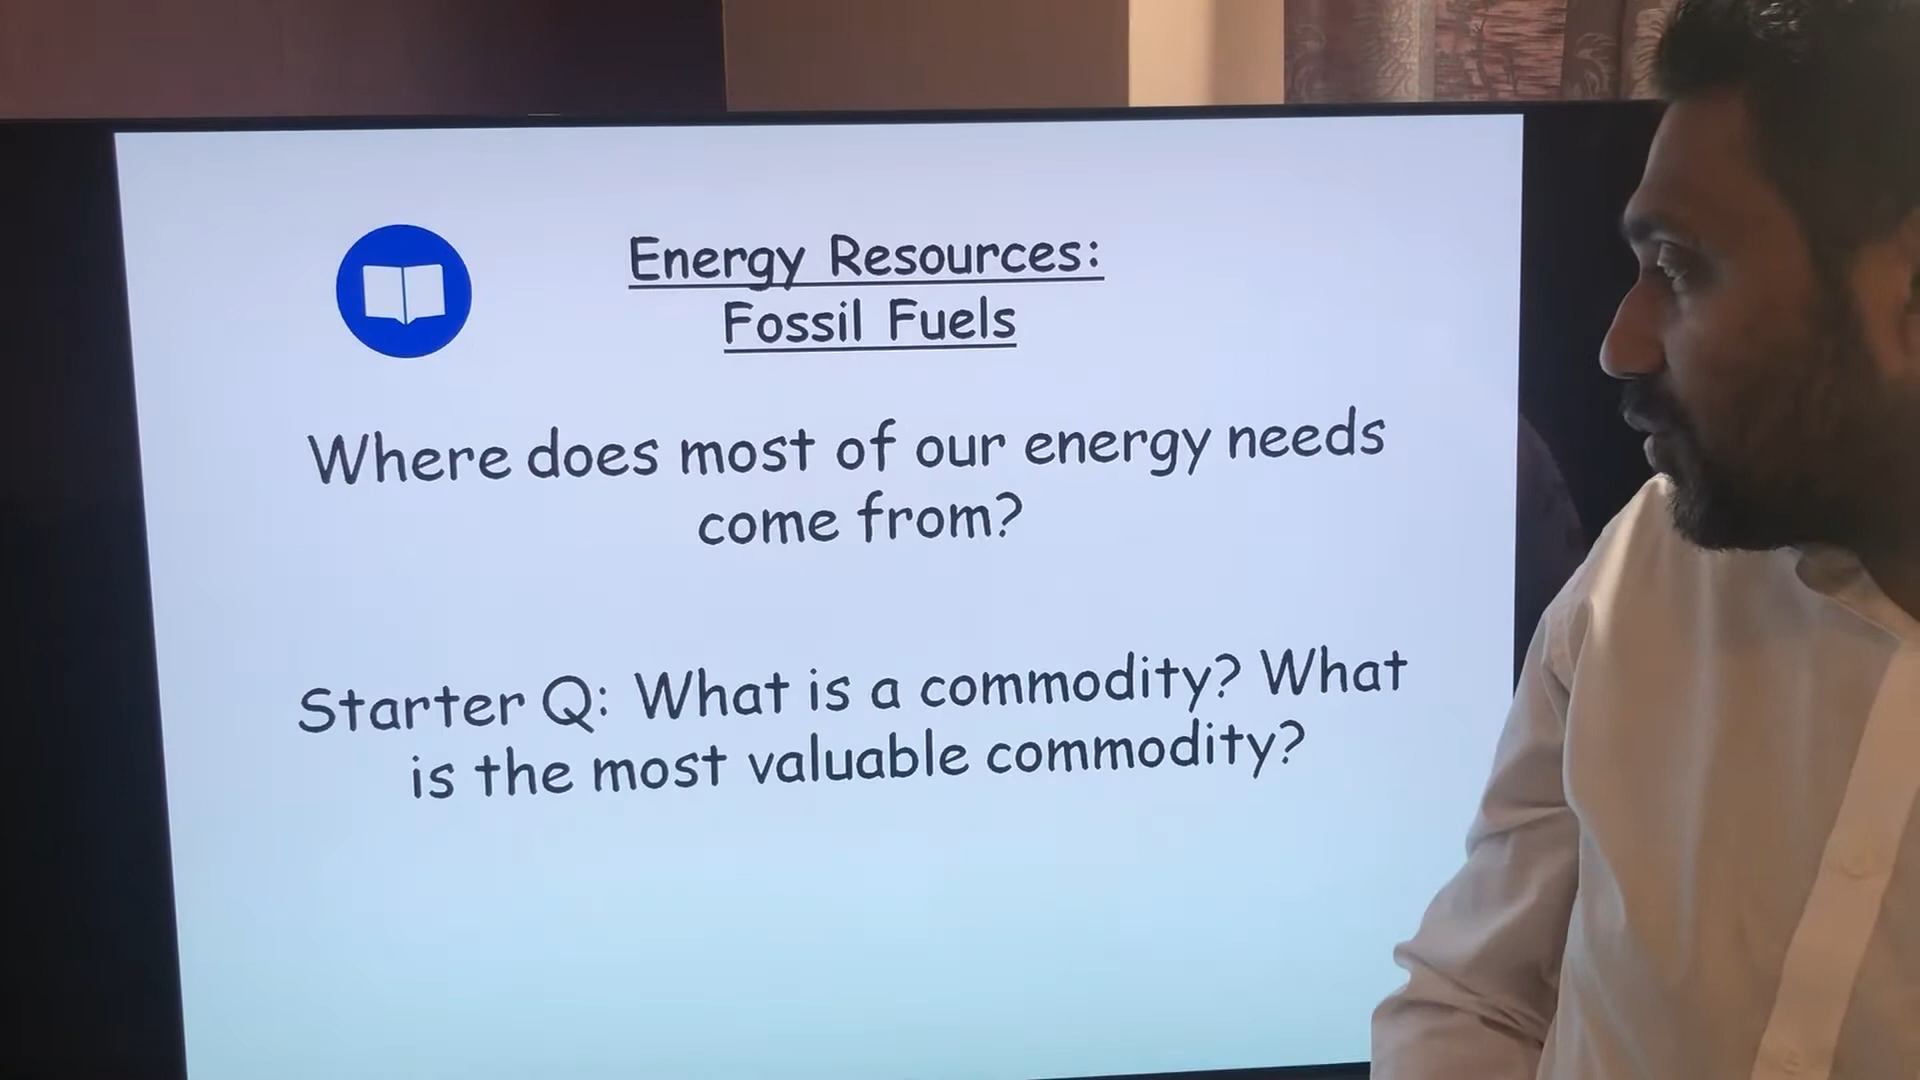 Energy Resources:
Fossil Fuels
Where does most of our energy needs
come from?
Starter Q: What is a commodity? What
is the most valuable commodity?